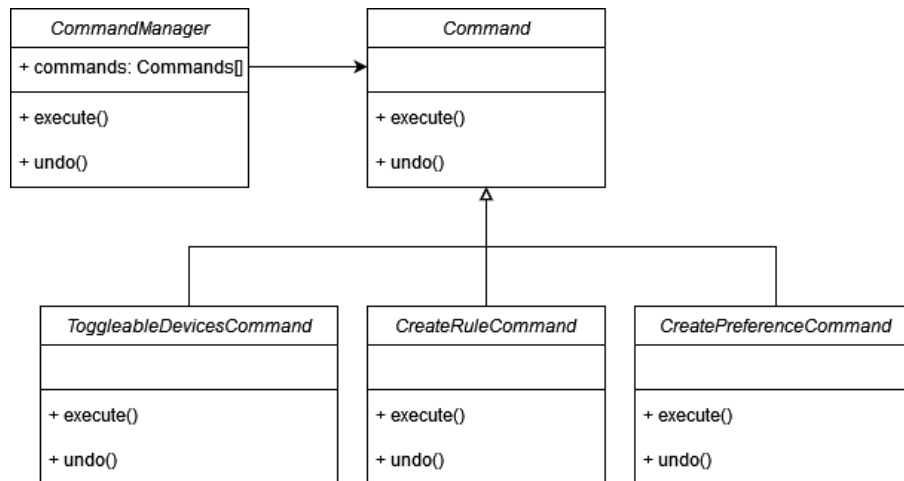 CommandManager
+ commands: Commands[]
+ execute()
+ undo()
Command
+ execute()
+ undo()
ToggleableDevicesCommand
+ execute()
+ undo()
CreateRuleCommand
+ execute()
+ undo()
CreatePreferenceCommand
+ execute()
+ undo()